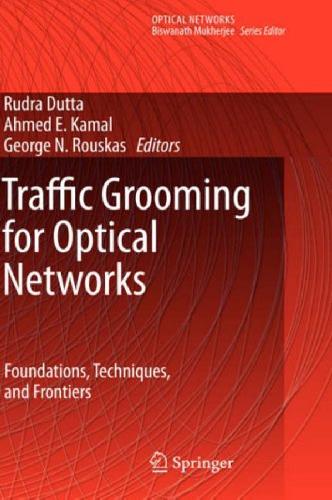 OPTICAL NETWORKS
Biswanath Mukherjee Series Editor
Rudra Dutta
Ahmed E. Kamal
George N. Rouskas Editors
Traffic Grooming
for Optical
Networks
Foundations, Techniques,
and Frontiers
Springer